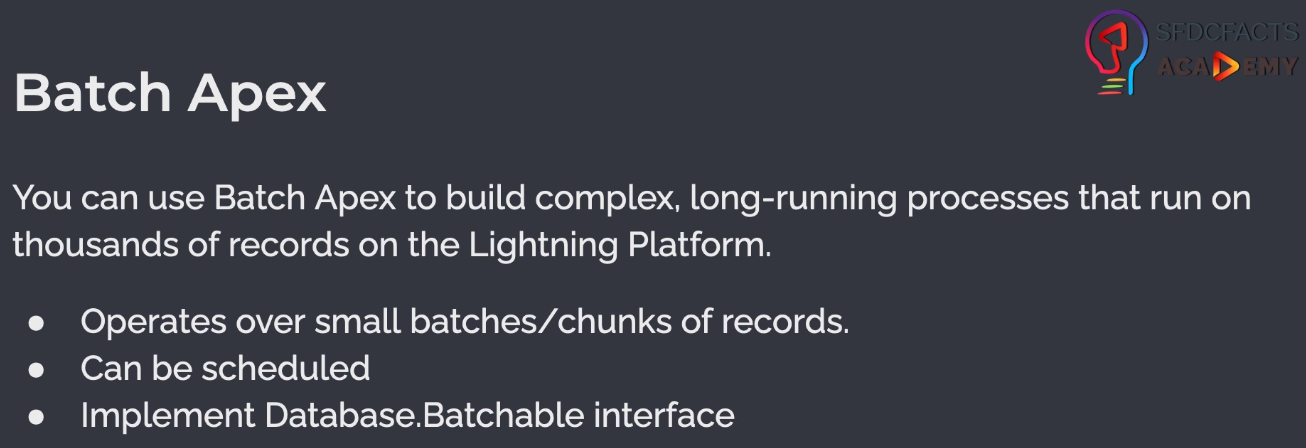 SFDCFACTS
ACADEMY
Batch Apex
You can use Batch Apex to build complex, long-running processes that run on
thousands of records on the Lightning Platform.
● Operates over small batches/chunks of records.
● Can be scheduled
● Implement Database.Batchable interface